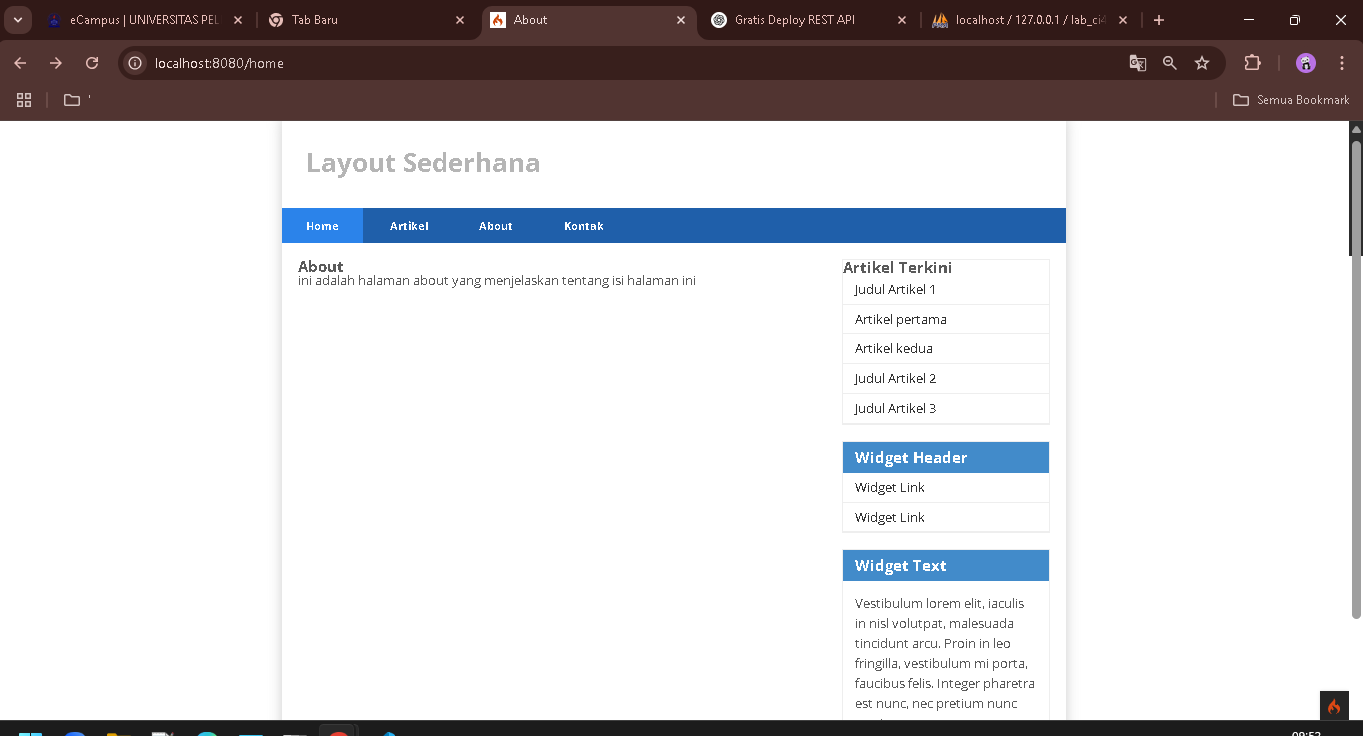 eCampus | UNIVERSITAS PEL
Tab Baru
About
Gratis Deploy REST API
localhost / 127.0.0.1 / lab_ci4
localhost:8080/home
'
Semua Bookmark
Layout Sederhana
Home Artikel About Kontak
About
ini adalah halaman about yang menjelaskan tentang isi halaman ini
Artikel Terkini
Judul Artikel 1
Artikel pertama
Artikel kedua
Judul Artikel 2
Judul Artikel 3
Widget Header
Widget Link
Widget Link
Widget Text
Vestibulum lorem elit, iaculis
in nisl volutpat, malesuada
tincidunt arcu. Proin in leo
fringilla, vestibulum mi porta,
faucibus felis. Integer pharetra
est nunc, nec pretium nunc